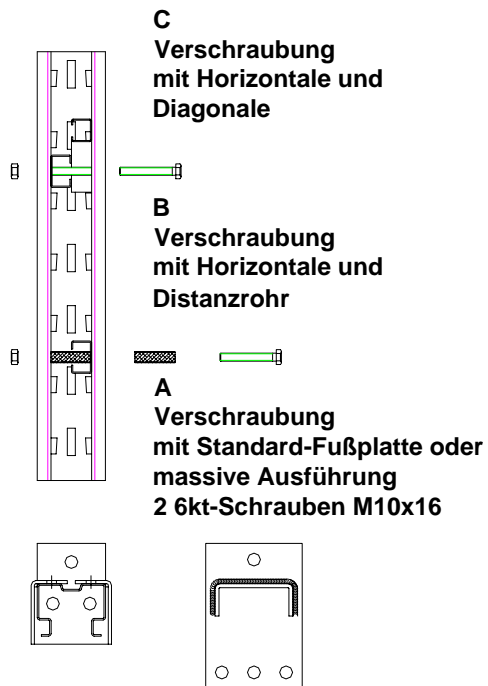 C
Verschraubung
mit Horizontale und
Diagonale
B
Verschraubung
mit Horizontale und
Distanzrohr
A
Verschraubung
mit Standard-Fußplatte oder
massive Ausführung
2 6kt-Schrauben M10x16